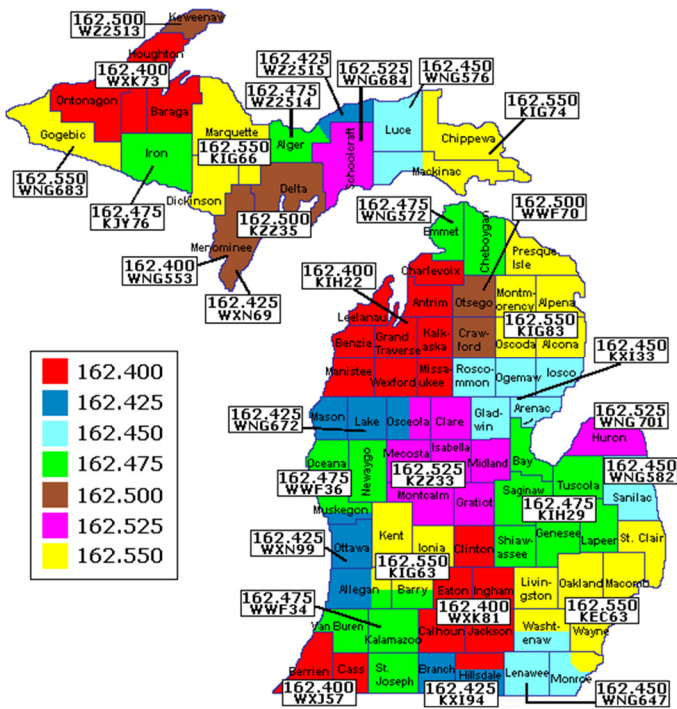 162.500
WZ2513
Keweenaw
Houghton
162.400
WXK73
162.425
WZ2515
162.525
WNG684
162.450
WNG576
162.475
WZ2514
162.550
KIG74
Ontonagon
Baraga
Gogebic
Iron
Marquette
162.550
KIG66
Alger
Schoolcraft
Luce
Chippewa
Mackinac
162.550
WNG683
162.475
KJY76
Dickinson
Delta
162.500
KZZ35
Menominee
162.400
WNG553
162.425
WXN69
162.475
WNG572
162.500
WWF70
Emmet
Cheboygan
Presque
Isle
162.400
KIH22
Charlevoix
Antrim
Otsego
Montm-
orency
Alpena
162.550
KIG83
Leelanau
Benzie
Grand
Traverse
Kalk-
aska
Craw-
ford
Oscoda
Alcona
162.450
KXI33
Manistee
Wexford
Missa-
ukee
Rosco-
mmon
Ogemaw
Iosco
162.400
162.425
162.450
162.475
162.500
162.525
162.550
162.425
WNG672
Mason
Lake
Osceola
Clare
Glad-
win
Arenac
162.525
WNG701
Huron
Oceana
162.475
WWF36
Newaygo
Mecosta
Isabella
Midland
162.525
KZZ33
Bay
162.450
WNG582
Tuscola
Sanilac
Saginaw
162.475
KIH29
Muskegon
Montcalm
Gratiot
162.425
WXN99
Ottawa
Kent
Ionia
162.550
KIG63
Clinton
Shiaw-
assee
Genesee
Lapeer
St. Clair
Allegan
Barry
Eaton
Ingham
162.400
WXK81
Livin-
gston
Oakland
Macomb
162.550
KEC63
162.475
WWF34
Van Buren
Kalamazoo
Calhoun
Jackson
Washt-
enaw
Wayne
Berrien
Cass
St.
Joseph
Branch
Hillsdale
Lenawee
Monroe
162.400
WXJ57
162.425
KXI94
162.450
WNG647